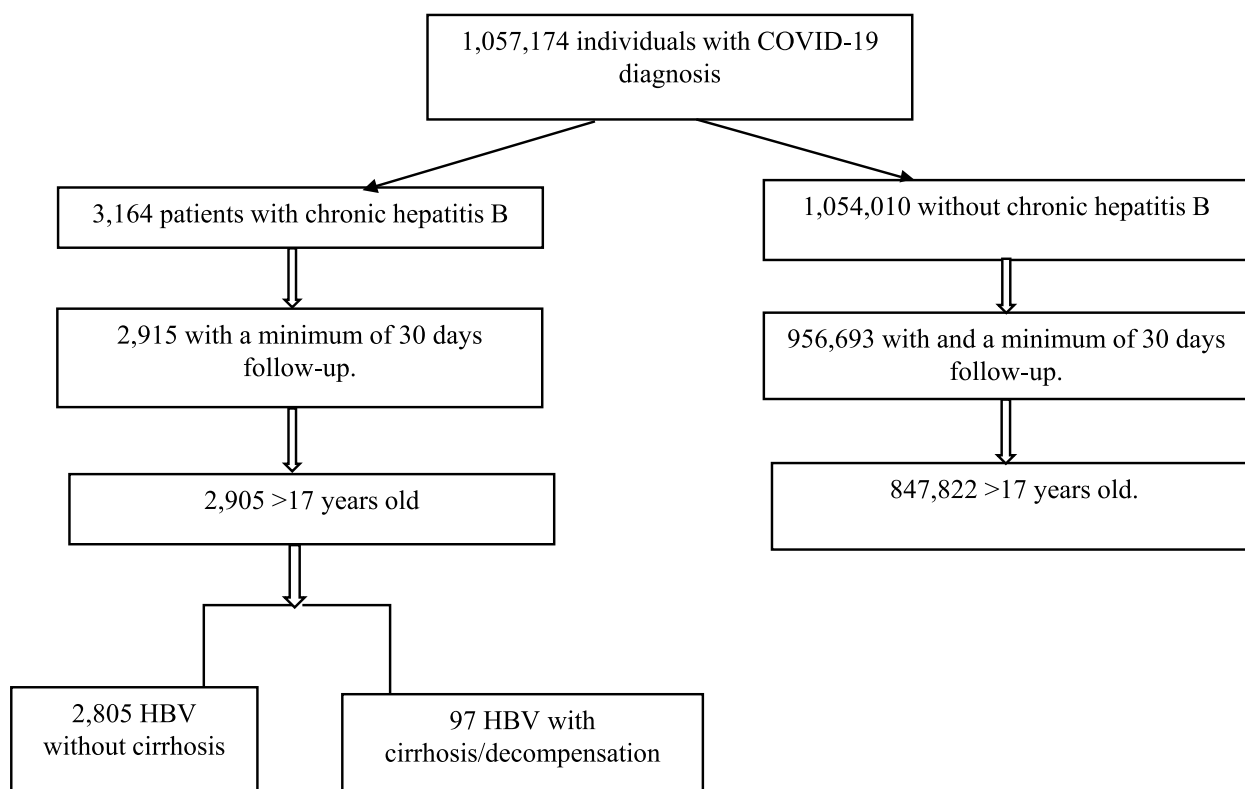 1,057,174 individuals with COVID-19
diagnosis
3,164 patients with chronic hepatitis B
1,054,010 without chronic hepatitis B
2,915 with a minimum of 30 days
follow-up.
956,693 with and a minimum of 30 days
follow-up.
2,905 >17 years old
847,822 >17 years old.
2,805 HBV
without cirrhosis
97 HBV with
cirrhosis/decompensation